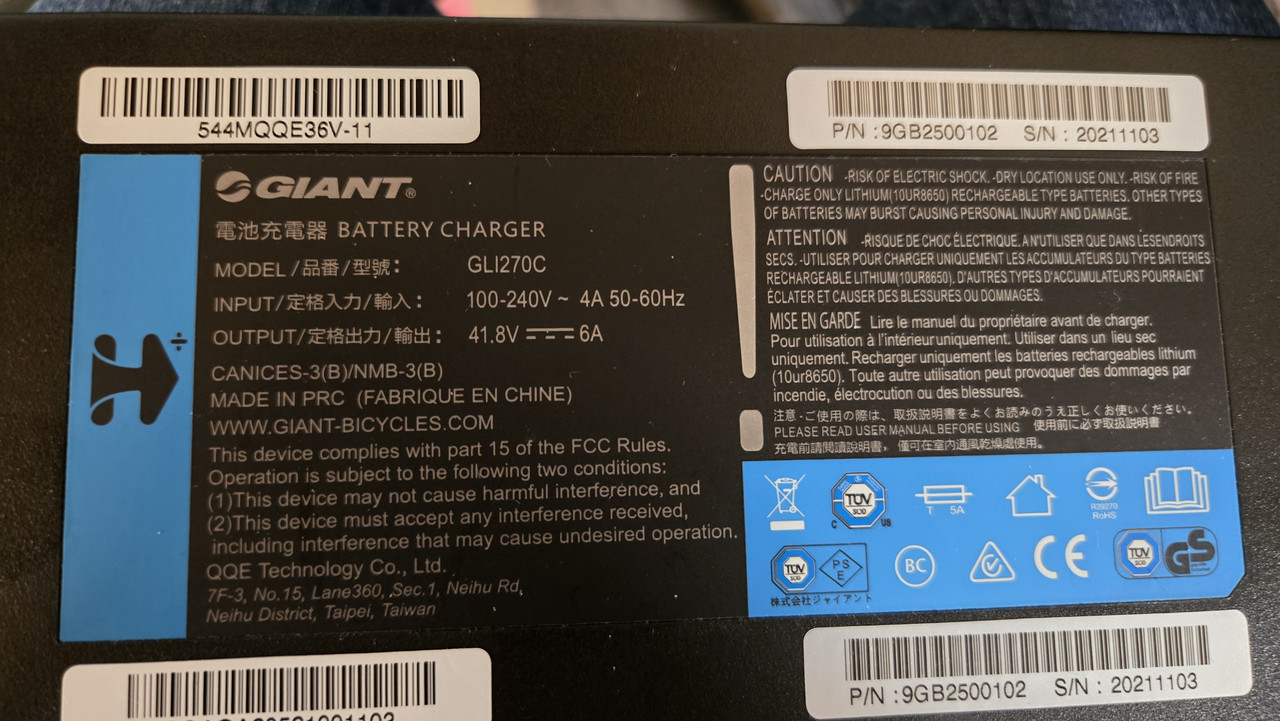 544MQQE36V-11
P/N : 9GB2500102 S/N : 20211103
GIANT®
電池充電器 BATTERY CHARGER
MODEL /品番/型號: GLI270C
INPUT/定格入力/輸入: 100-240V ~ 4A 50-60Hz
OUTPUT/定格出力/輸出: 41.8V 6A
CANICES-3(B)/NMB-3(B)
MADE IN PRC (FABRIQUE EN CHINE)
WWW.GIANT-BICYCLES.COM
This device complies with part 15 of the FCC Rules.
Operation is subject to the following two conditions:
(1)This device may not cause harmful interference, and
(2)This device must accept any interference received,
including interference that may cause undesired operation.
QQE Technology Co., Ltd.
7F-3, No.15, Lane360, ,Sec.1, Neihu Rd,
Neihu District, Taipei, Taiwan
CAUTION -RISK OF ELECTRIC SHOCK. -DRY LOCATION USE ONLY. -RISK OF FIRE
-CHARGE ONLY LITHIUM(10UR8650) RECHARGEABLE TYPE BATTERIES. OTHER TYPES
OF BATTERIES MAY BURST CAUSING PERSONAL INJURY AND DAMAGE.
ATTENTION -RISQUE DE CHOC ÉLECTRIQUE. A N'UTILISER QUE DANS LESENDROITS
SECS. -UTILISER POUR CHARGER UNIQUEMENT LES ACCUMULATEURS DU TYPE BATTERIES
RECHARGEABLE LITHIUM(10UR8650). D'AUTRES TYPES D'ACCUMULATEURS POURRAIENT
ÉCLATER ET CAUSER DES BLESSURES OU DOMMAGES.
MISE EN GARDE Lire le manuel du propriétaire avant de charger.
Pour utilisation à l'intérieuruniquement. Utiliser dans un lieu sec
uniquement. Recharger uniquement les batteries rechargeables lithium
(10ur8650). Toute autre utilisation peut provoquer des dommages par
incendie, électrocution ou des blessures.
注意 - ご使用の際は、取扱説明書をよくお読みのうえ正しくお使いください。
PLEASE READ USER MANUAL BEFORE USING 使用前に必ず取扱説明書
充電前請閱讀說明書，僅可在室內通風乾燥處使用。
TÜV SÜD C US
T 5A
R39270 RoHS
TÜV SÜD PS E
BC
CE
TÜV SÜD GS
株式会社ジャイアント
P/N : 9GB2500102 S/N : 20211103